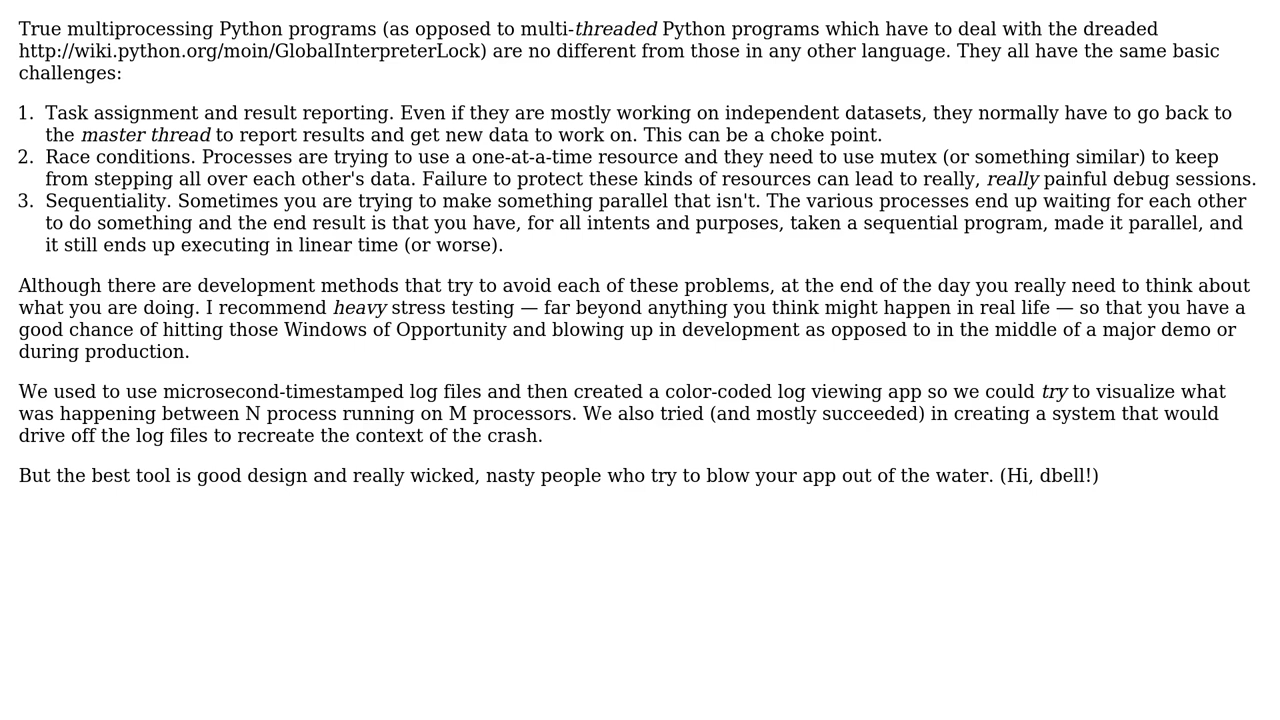 True multiprocessing Python programs (as opposed to multi-threaded Python programs which have to deal with the dreaded
http://wiki.python.org/moin/GlobalInterpreterLock) are no different from those in any other language. They all have the same basic
challenges:
1. Task assignment and result reporting. Even if they are mostly working on independent datasets, they normally have to go back to
the master thread to report results and get new data to work on. This can be a choke point.
2. Race conditions. Processes are trying to use a one-at-a-time resource and they need to use mutex (or something similar) to keep
from stepping all over each other's data. Failure to protect these kinds of resources can lead to really, really painful debug sessions.
3. Sequentiality. Sometimes you are trying to make something parallel that isn't. The various processes end up waiting for each other
to do something and the end result is that you have, for all intents and purposes, taken a sequential program, made it parallel, and
it still ends up executing in linear time (or worse).
Although there are development methods that try to avoid each of these problems, at the end of the day you really need to think about
what you are doing. I recommend heavy stress testing — far beyond anything you think might happen in real life — so that you have a
good chance of hitting those Windows of Opportunity and blowing up in development as opposed to in the middle of a major demo or
during production.
We used to use microsecond-timestamped log files and then created a color-coded log viewing app so we could try to visualize what
was happening between N process running on M processors. We also tried (and mostly succeeded) in creating a system that would
drive off the log files to recreate the context of the crash.
But the best tool is good design and really wicked, nasty people who try to blow your app out of the water. (Hi, dbell!)